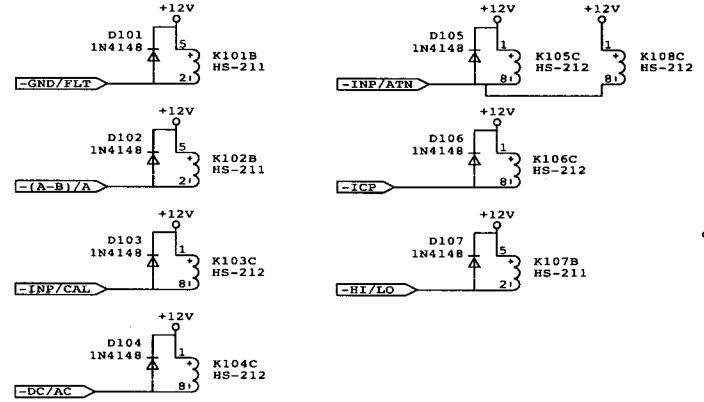 +12V
D101
1N4148
5
K101B
HS-211
2
-GND/FLT
+12V
D102
1N4148
5
K102B
HS-211
2
-(A-B)/A
+12V
D103
1N4148
1
K103C
HS-212
8
-INP/CAL
+12V
D104
1N4148
1
K104C
HS-212
8
-DC/AC
+12V
+12V
D105
1N4148
1
K105C
HS-212
8
1
K108C
HS-212
8
-INP/ATN
+12V
D106
1N4148
1
K106C
HS-212
8
-ICP
+12V
D107
1N4148
5
K107B
HS-211
2
-HI/LO